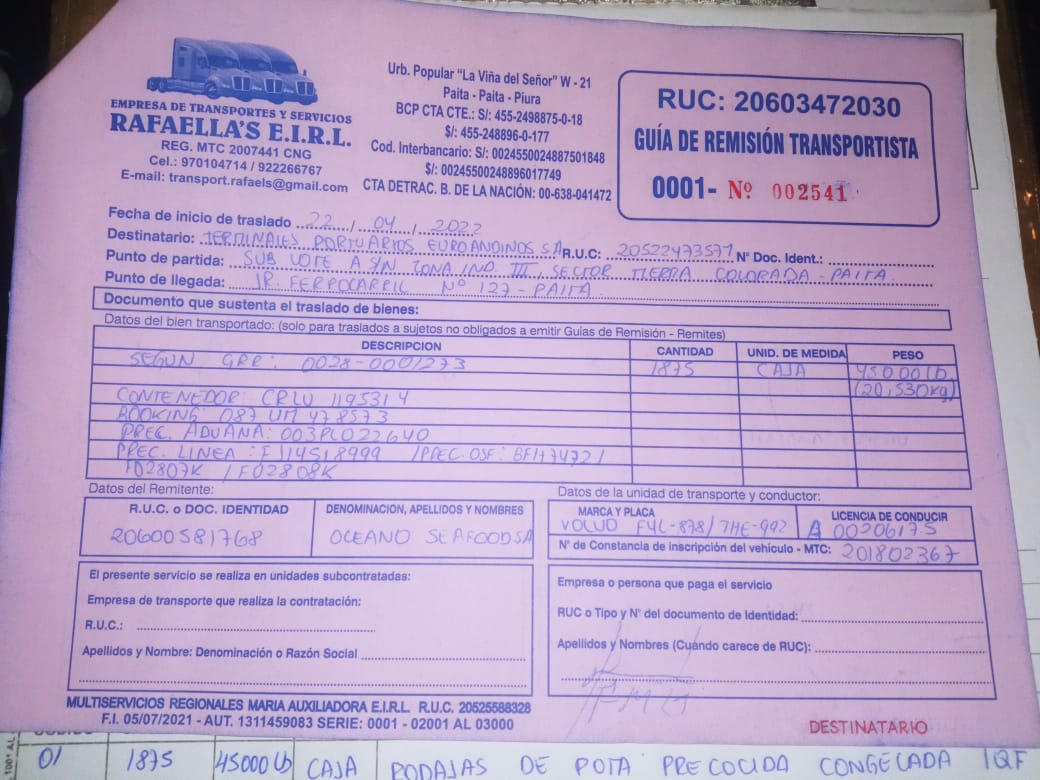 EMPRESA DE TRANSPORTES Y SERVICIOS
RAFAELLA'S E.I.R.L.
REG. MTC 2007441 CNG
Cel.: 970104714 / 922266767
E-mail: transport.rafaels@gmail.com
Urb. Popular "La Viña del Señor" W - 21
Paita - Paita - Piura
BCP CTA CTE.: S/: 455-2498875-0-18
$/: 455-248896-0-177
Cod. Interbancario: S/: 0024550024887501848
$/: 00245500248896017749
CTA DETRAC. B. DE LA NACIÓN: 00-638-041472
RUC: 20603472030
GUÍA DE REMISIÓN TRANSPORTISTA
0001- Nº 002541
Fecha de inicio de traslado 22 / 04 / 2022
Destinatario: TERMINALES PORTUARIOS EUROANDINOS SA R.U.C: 20522473571 N° Doc. Ident.:
Punto de partida: SUB LOTE A S/N ZONA IND. III, SECTOR TIERRA COLORADA - PAITA
Punto de llegada: JR. FERROCARRIL Nº 127 - PAITA
Documento que sustenta el traslado de bienes:
Datos del bien transportado: (solo para traslados a sujetos no obligados a emitir Guías de Remisión - Remites)
DESCRIPCION CANTIDAD UNID. DE MEDIDA PESO
SEGUN GRR: 0028-0001273 1875 CAJA 45000 Lb
(20,530kg)
CONTENEDOR: CRLU 1195314
BOOKING: 087 UM 478573
PREC. ADUANA: 003PL022640
PREC. LINEA: FJ14518999 /PREC. OSF: BF1174721
FD2807K / FD2808K
Datos del Remitente:
R.U.C. o DOC. IDENTIDAD DENOMINACION, APELLIDOS Y NOMBRES
20600581768 OCEANO SEAFOOD SA
Datos de la unidad de transporte y conductor:
MARCA Y PLACA LICENCIA DE CONDUCIR
VOLVO F4L-878/ THE-992 A 00206175
N° de Constancia de inscripción del vehículo - MTC: 201802367
El presente servicio se realiza en unidades subcontratadas:
Empresa de transporte que realiza la contratación:
R.U.C.:
Apellidos y Nombre: Denominación o Razón Social
Empresa o persona que paga el servicio
RUC o Tipo y N° del documento de Identidad:
Apellidos y Nombres (Cuando carece de RUC):
MULTISERVICIOS REGIONALES MARIA AUXILIADORA E.I.R.L. R.U.C. 20525588328
F.I. 05/07/2021 - AUT. 1311459083 SERIE: 0001 - 02001 AL 03000
DESTINATARIO
01 1875 45000 Lb CAJA RODAJAS DE POTA PRECOCIDA CONGELADA IQF